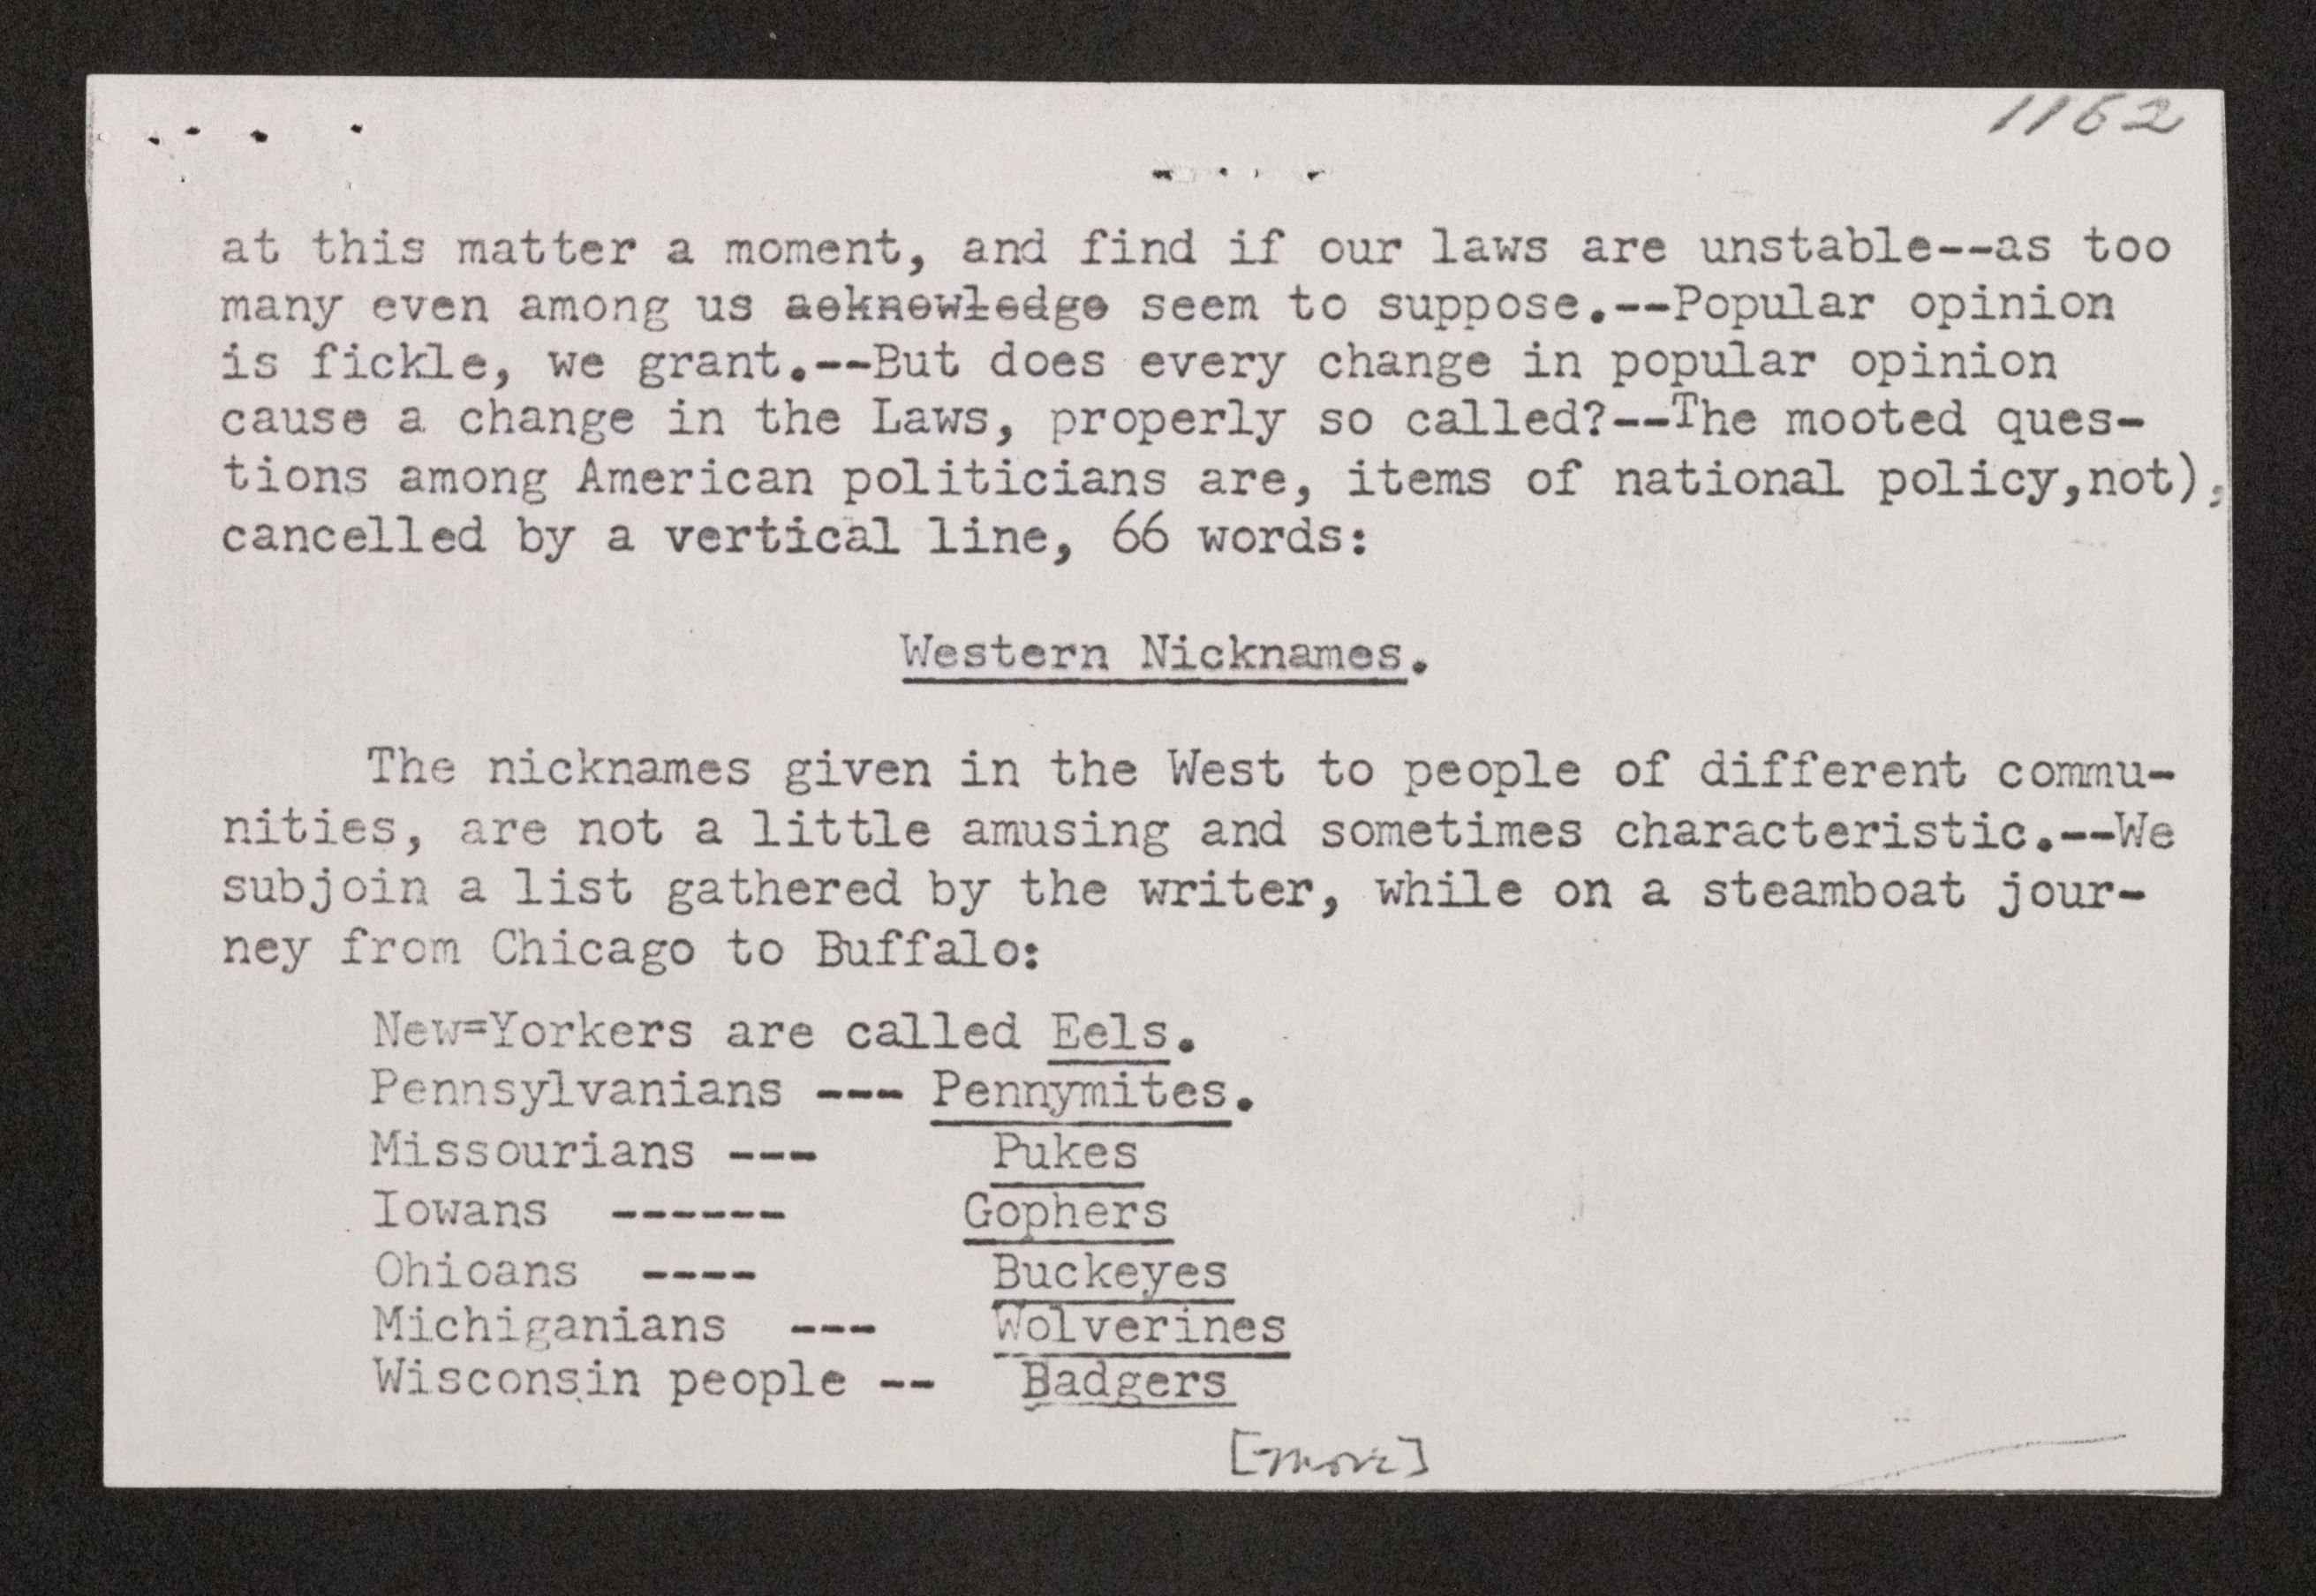 1162
at this matter a moment, and find if our laws are unstable--as too
many even among us acknowledge seem to suppose.--Popular opinion
is fickle, we grant.--But does every change in popular opinion
cause a change in the Laws, properly so called?--The mooted ques-
tions among American politicians are, items of national policy,not),
cancelled by a vertical line, 66 words:
Western Nicknames.
The nicknames given in the West to people of different commu-
nities, are not a little amusing and sometimes characteristic.--We
subjoin a list gathered by the writer, while on a steamboat jour-
ney from Chicago to Buffalo:
New=Yorkers are called Eels.
Pennsylvanians --- Pennymites.
Missourians --- Pukes
Iowans ------ Gophers
Ohioans ---- Buckeyes
Michiganians --- Wolverines
Wisconsin people -- Badgers
[more]